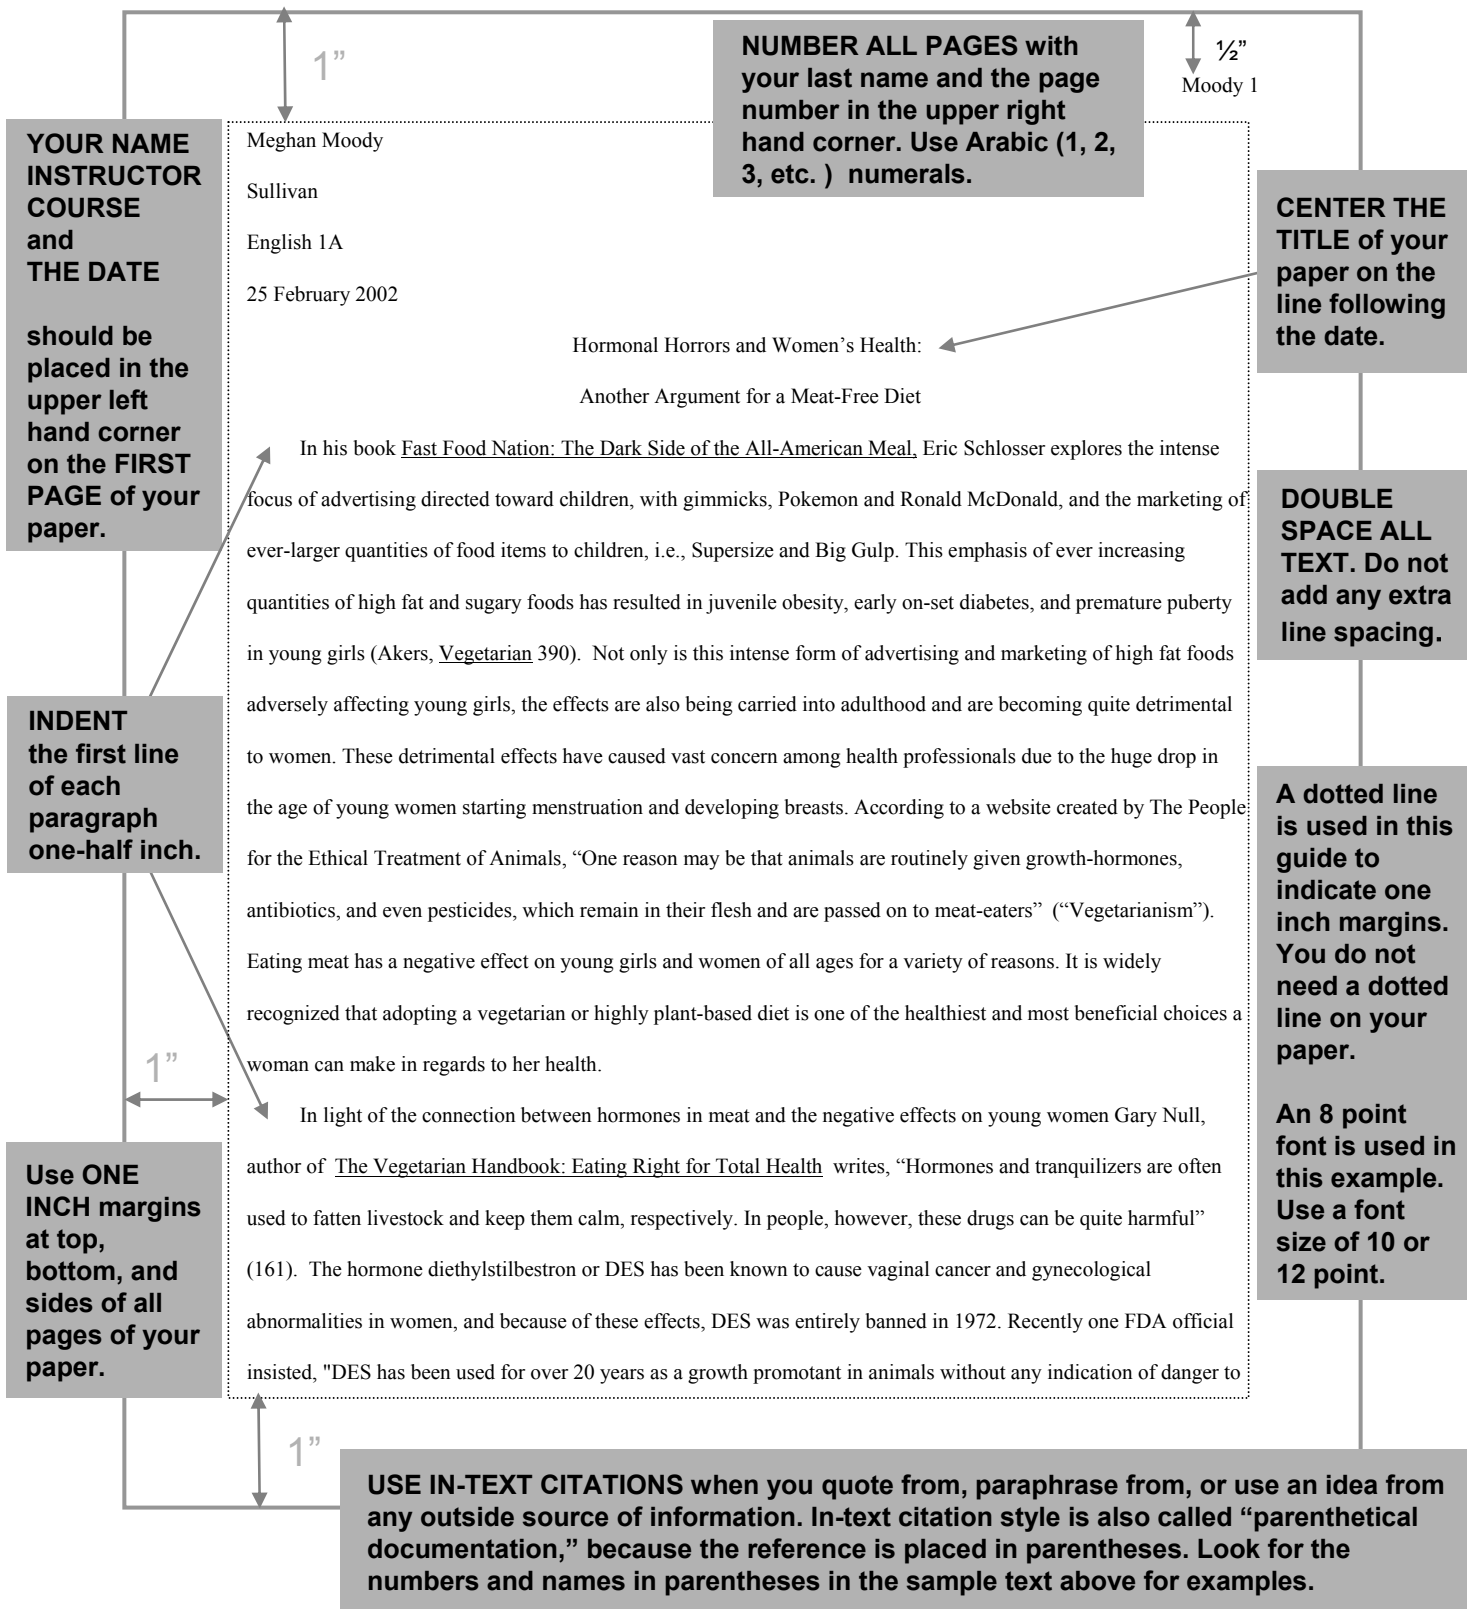 1”
NUMBER ALL PAGES with
your last name and the page
number in the upper right
hand corner. Use Arabic (1, 2,
3, etc. ) numerals.
½”
Moody 1
YOUR NAME
INSTRUCTOR
COURSE
and
THE DATE
should be
placed in the
upper left
hand corner
on the FIRST
PAGE of your
paper.
Meghan Moody
Sullivan
English 1A
25 February 2002
CENTER THE
TITLE of your
paper on the
line following
the date.
Hormonal Horrors and Women’s Health:
Another Argument for a Meat-Free Diet
In his book Fast Food Nation: The Dark Side of the All-American Meal, Eric Schlosser explores the intense
focus of advertising directed toward children, with gimmicks, Pokemon and Ronald McDonald, and the marketing of
ever-larger quantities of food items to children, i.e., Supersize and Big Gulp. This emphasis of ever increasing
quantities of high fat and sugary foods has resulted in juvenile obesity, early on-set diabetes, and premature puberty
in young girls (Akers, Vegetarian 390).  Not only is this intense form of advertising and marketing of high fat foods
adversely affecting young girls, the effects are also being carried into adulthood and are becoming quite detrimental
to women. These detrimental effects have caused vast concern among health professionals due to the huge drop in
the age of young women starting menstruation and developing breasts. According to a website created by The People
for the Ethical Treatment of Animals, “One reason may be that animals are routinely given growth-hormones,
antibiotics, and even pesticides, which remain in their flesh and are passed on to meat-eaters”  (“Vegetarianism”).
Eating meat has a negative effect on young girls and women of all ages for a variety of reasons. It is widely
recognized that adopting a vegetarian or highly plant-based diet is one of the healthiest and most beneficial choices a
woman can make in regards to her health.
In light of the connection between hormones in meat and the negative effects on young women Gary Null,
author of  The Vegetarian Handbook: Eating Right for Total Health  writes, “Hormones and tranquilizers are often
used to fatten livestock and keep them calm, respectively. In people, however, these drugs can be quite harmful”
(161).  The hormone diethylstilbestron or DES has been known to cause vaginal cancer and gynecological
abnormalities in women, and because of these effects, DES was entirely banned in 1972. Recently one FDA official
insisted, "DES has been used for over 20 years as a growth promotant in animals without any indication of danger to
DOUBLE
SPACE ALL
TEXT. Do not
add any extra
line spacing.
INDENT
the first line
of each
paragraph
one-half inch.
A dotted line
is used in this
guide to
indicate one
inch margins.
You do not
need a dotted
line on your
paper.
An 8 point
font is used in
this example.
Use a font
size of 10 or
12 point.
1”
Use ONE
INCH margins
at top,
bottom, and
sides of all
pages of your
paper.
1”
USE IN-TEXT CITATIONS when you quote from, paraphrase from, or use an idea from
any outside source of information. In-text citation style is also called “parenthetical
documentation,” because the reference is placed in parentheses. Look for the
numbers and names in parentheses in the sample text above for examples.